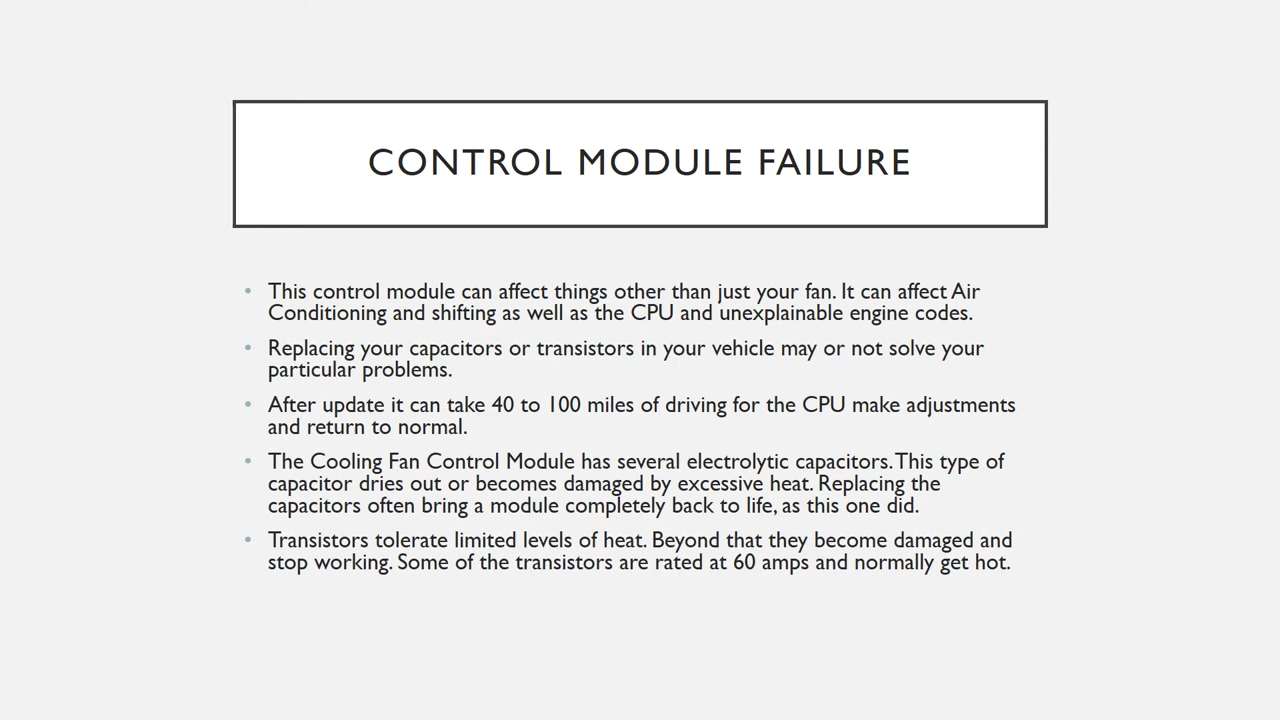 CONTROL MODULE FAILURE
• This control module can affect things other than just your fan. It can affect Air
Conditioning and shifting as well as the CPU and unexplainable engine codes.
• Replacing your capacitors or transistors in your vehicle may or not solve your
particular problems.
• After update it can take 40 to 100 miles of driving for the CPU make adjustments
and return to normal.
• The Cooling Fan Control Module has several electrolytic capacitors. This type of
capacitor dries out or becomes damaged by excessive heat. Replacing the
capacitors often bring a module completely back to life, as this one did.
• Transistors tolerate limited levels of heat. Beyond that they become damaged and
stop working. Some of the transistors are rated at 60 amps and normally get hot.